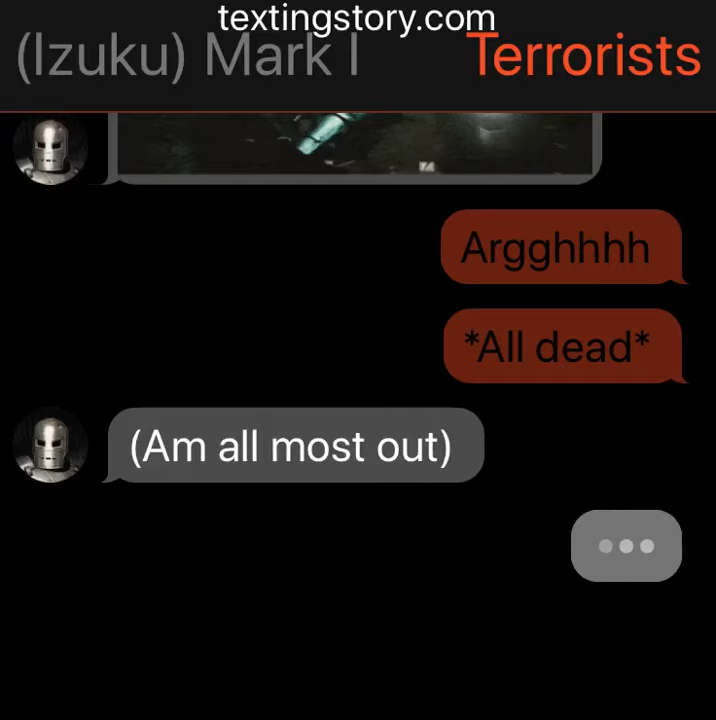 textingstory.com
(Izuku) Mark I Terrorists
Argghhhh
*All dead*
(Am all most out)